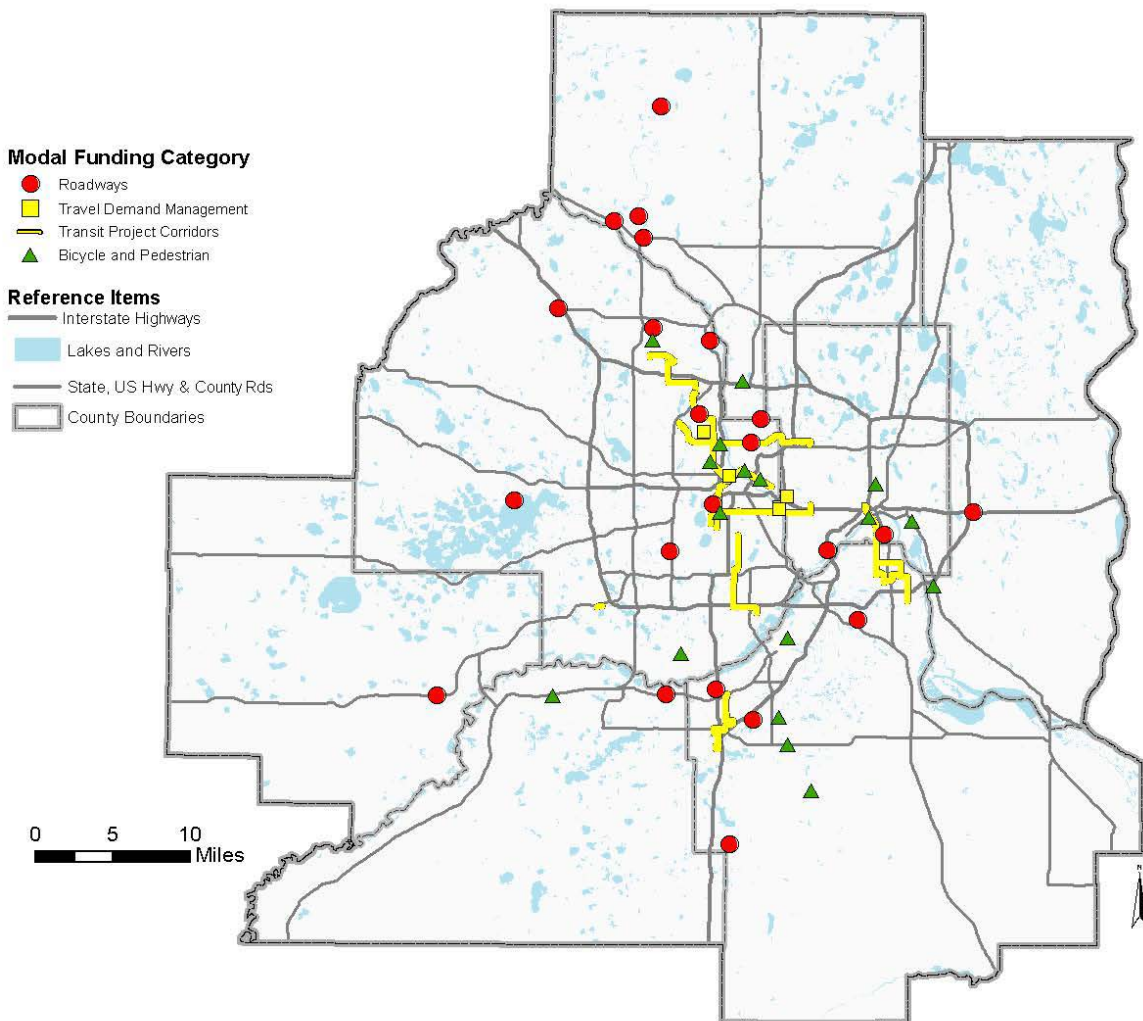 Modal Funding Category
Roadways
Travel Demand Management
Transit Project Corridors
Bicycle and Pedestrian
Reference Items
Interstate Highways
Lakes and Rivers
State, US Hwy & County Rds
County Boundaries
0 5 10
Miles
N